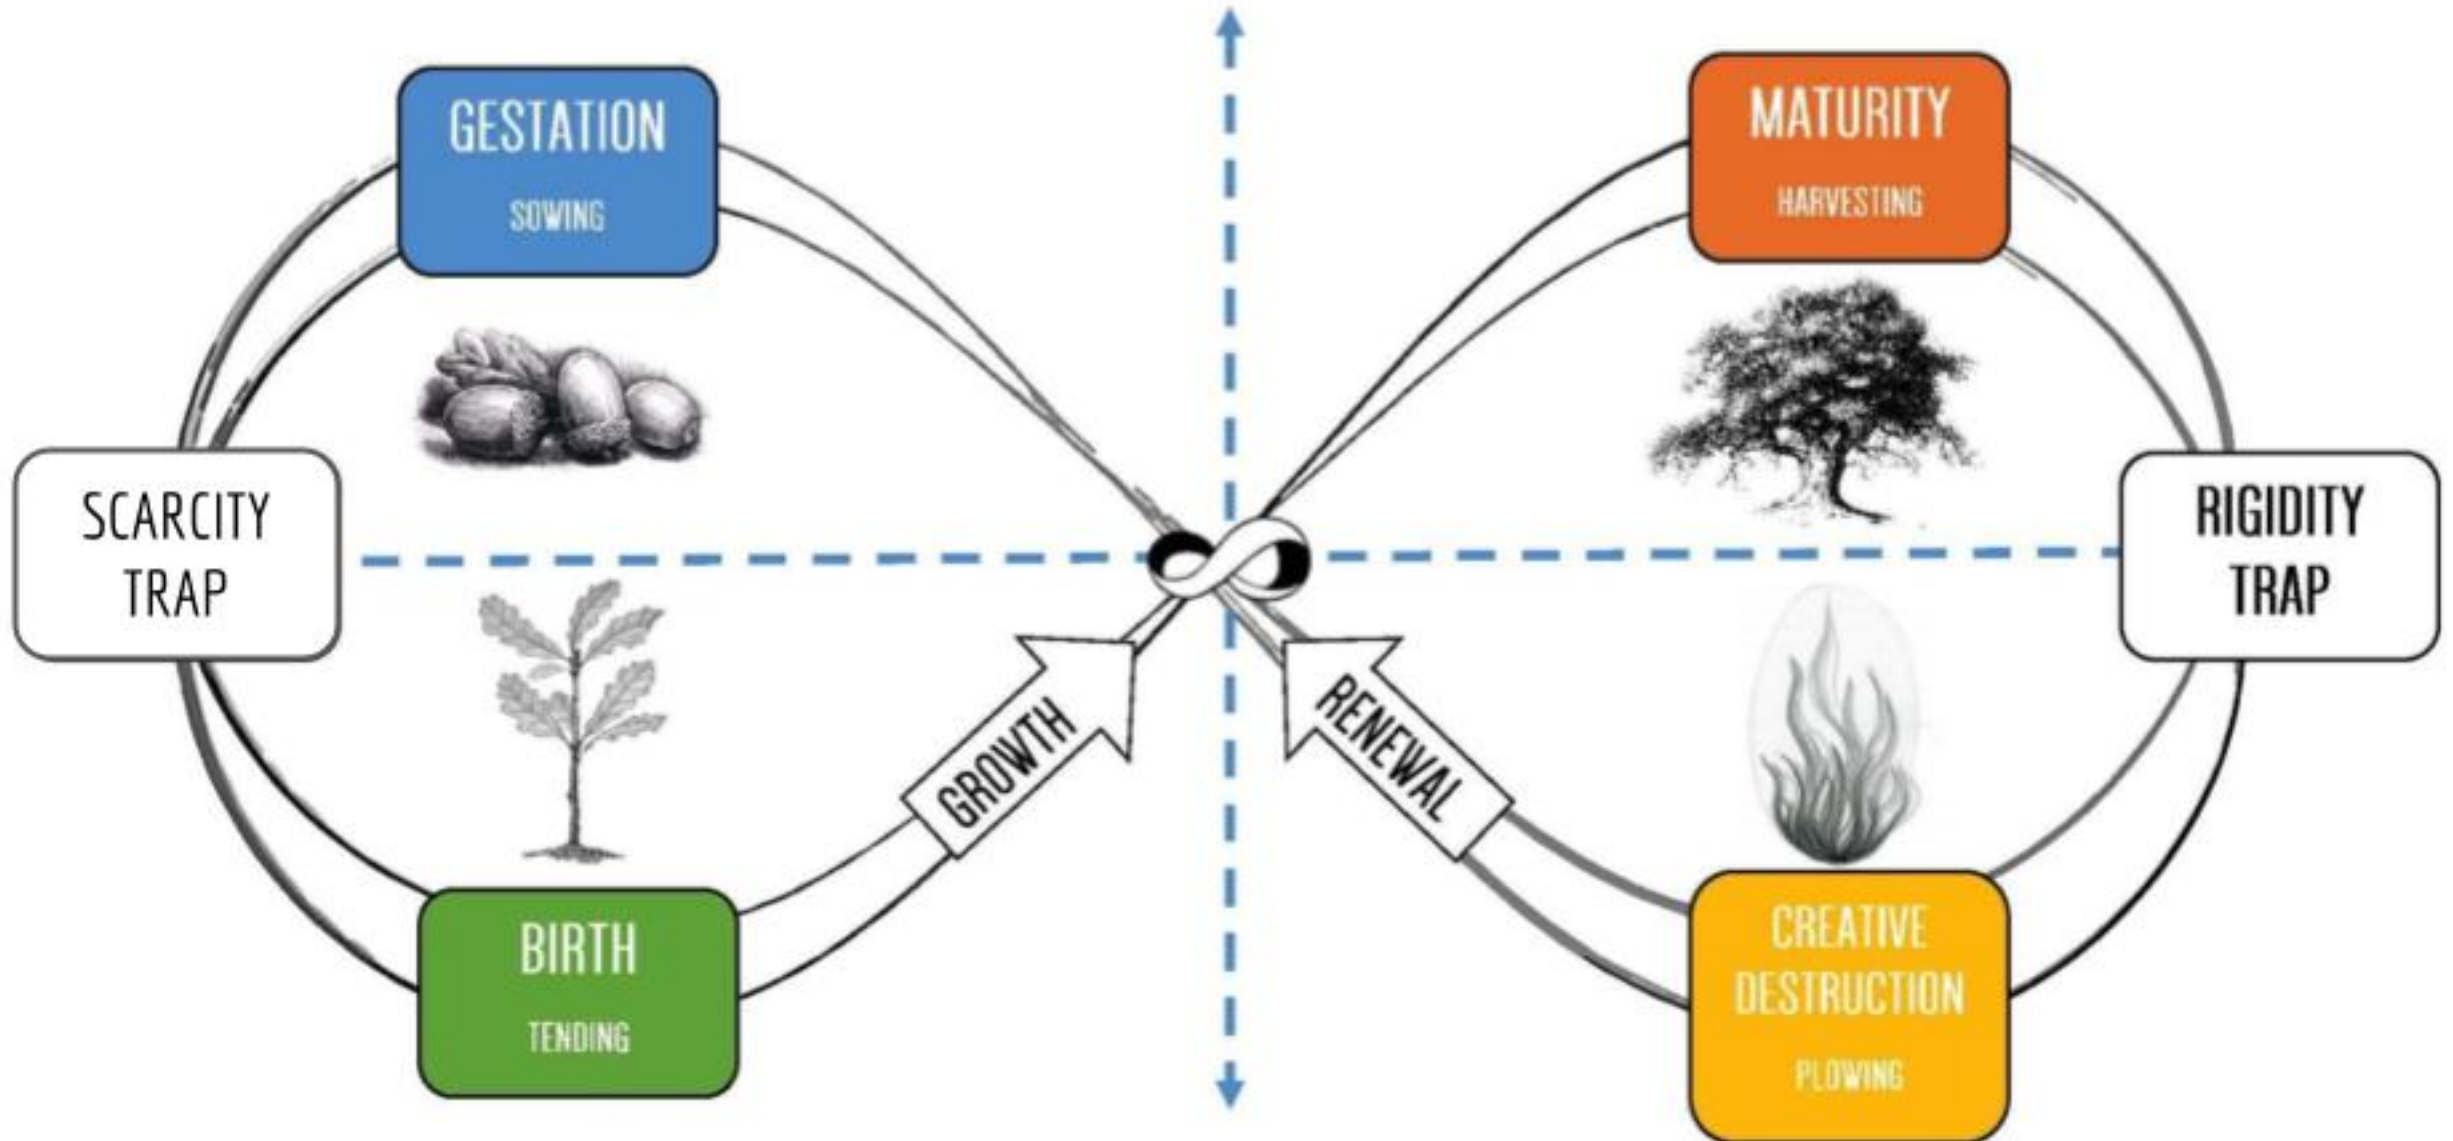 GESTATION
SOWING
MATURITY
HARVESTING
SCARCITY
TRAP
RIGIDITY
TRAP
GROWTH
RENEWAL
BIRTH
TENDING
CREATIVE
DESTRUCTION
PLOWING